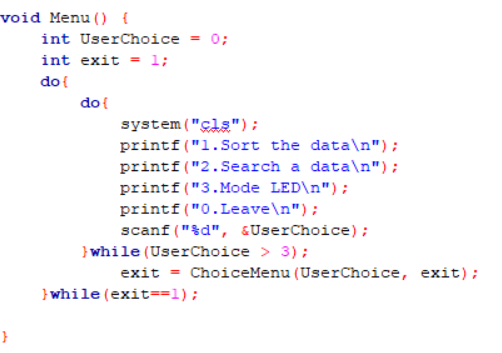 void Menu() {
    int UserChoice = 0;
    int exit = 1;
    do{
        do{
            system("cls");
            printf("1.Sort the data\n");
            printf("2.Search a data\n");
            printf("3.Mode LED\n");
            printf("0.Leave\n");
            scanf("%d", &UserChoice);
        }while(UserChoice > 3);
            exit = ChoiceMenu(UserChoice, exit);
    }while(exit==1);
}